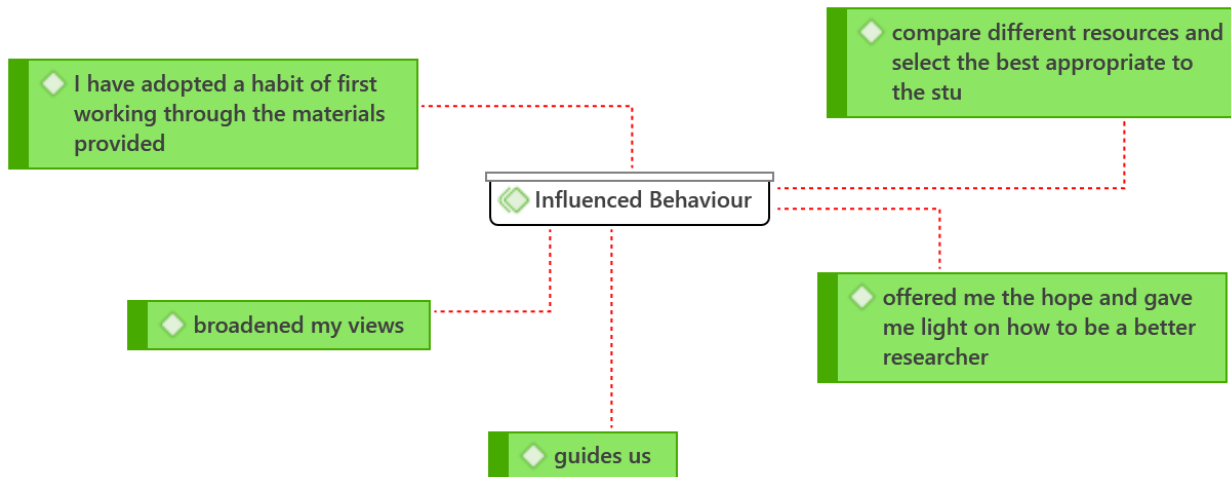 compare different resources and
select the best appropriate to
the stu
I have adopted a habit of first
working through the materials
provided
Influenced Behaviour
offered me the hope and gave
me light on how to be a better
researcher
broadened my views
guides us